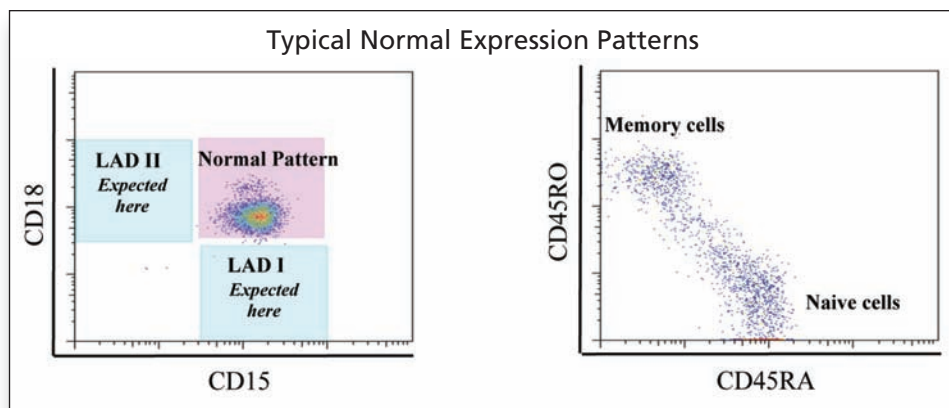 Typical Normal Expression Patterns
LAD II
Expected
here
Normal Pattern
LAD I
Expected
here
CD18
CD15
Memory cells
Naive cells
CD45RO
CD45RA